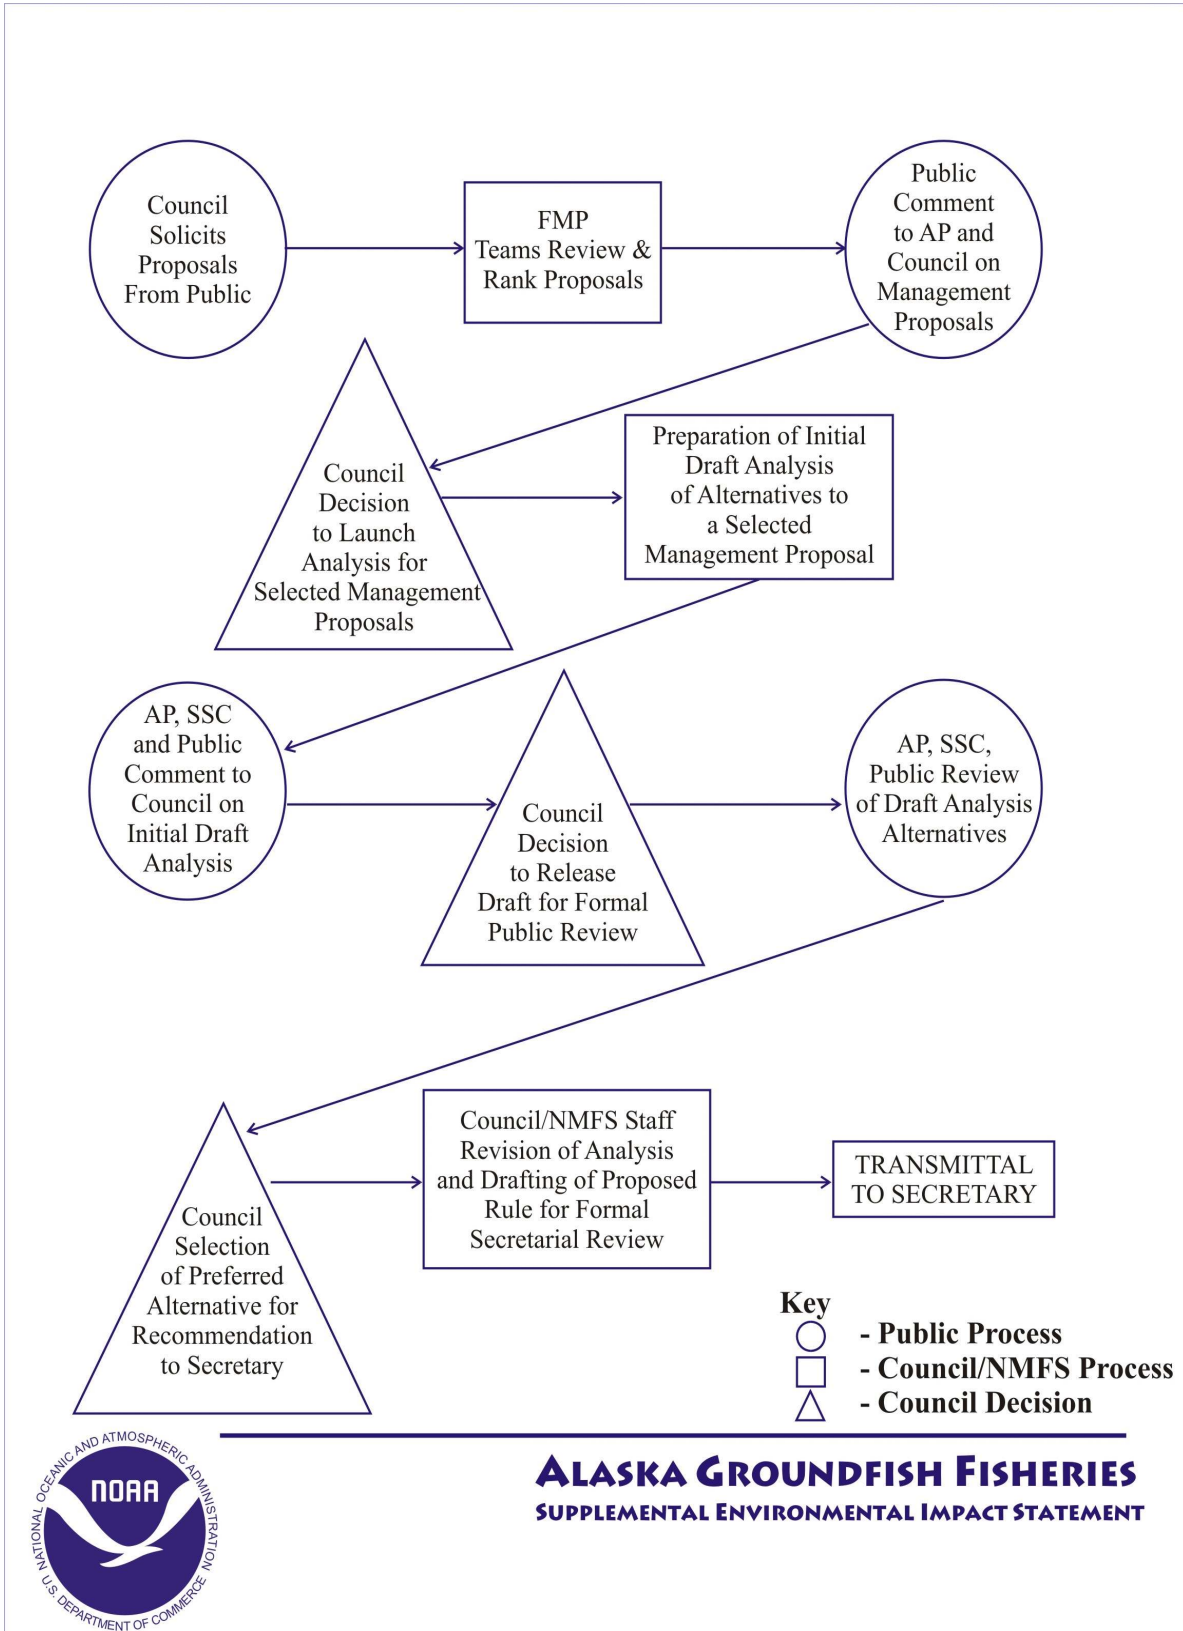 Council
Solicits
Proposals
From Public
FMP
Teams Review &
Rank Proposals
Public
Comment
to AP and
Council on
Management
Proposals
Council
Decision
to Launch
Analysis for
Selected Management
Proposals
Preparation of Initial
Draft Analysis
of Alternatives to
a Selected
Management Proposal
AP, SSC
and Public
Comment to
Council on
Initial Draft
Analysis
Council
Decision
to Release
Draft for Formal
Public Review
AP, SSC,
Public Review
of Draft Analysis
Alternatives
Council
Selection
of Preferred
Alternative for
Recommendation
to Secretary
Council/NMFS Staff
Revision of Analysis
and Drafting of Proposed
Rule for Formal
Secretarial Review
TRANSMITTAL
TO SECRETARY
Key
- Public Process
- Council/NMFS Process
- Council Decision
NATIONAL OCEANIC AND ATMOSPHERIC ADMINISTRATION
NOAA
U.S. DEPARTMENT OF COMMERCE
ALASKA GROUNDFISH FISHERIES
SUPPLEMENTAL ENVIRONMENTAL IMPACT STATEMENT